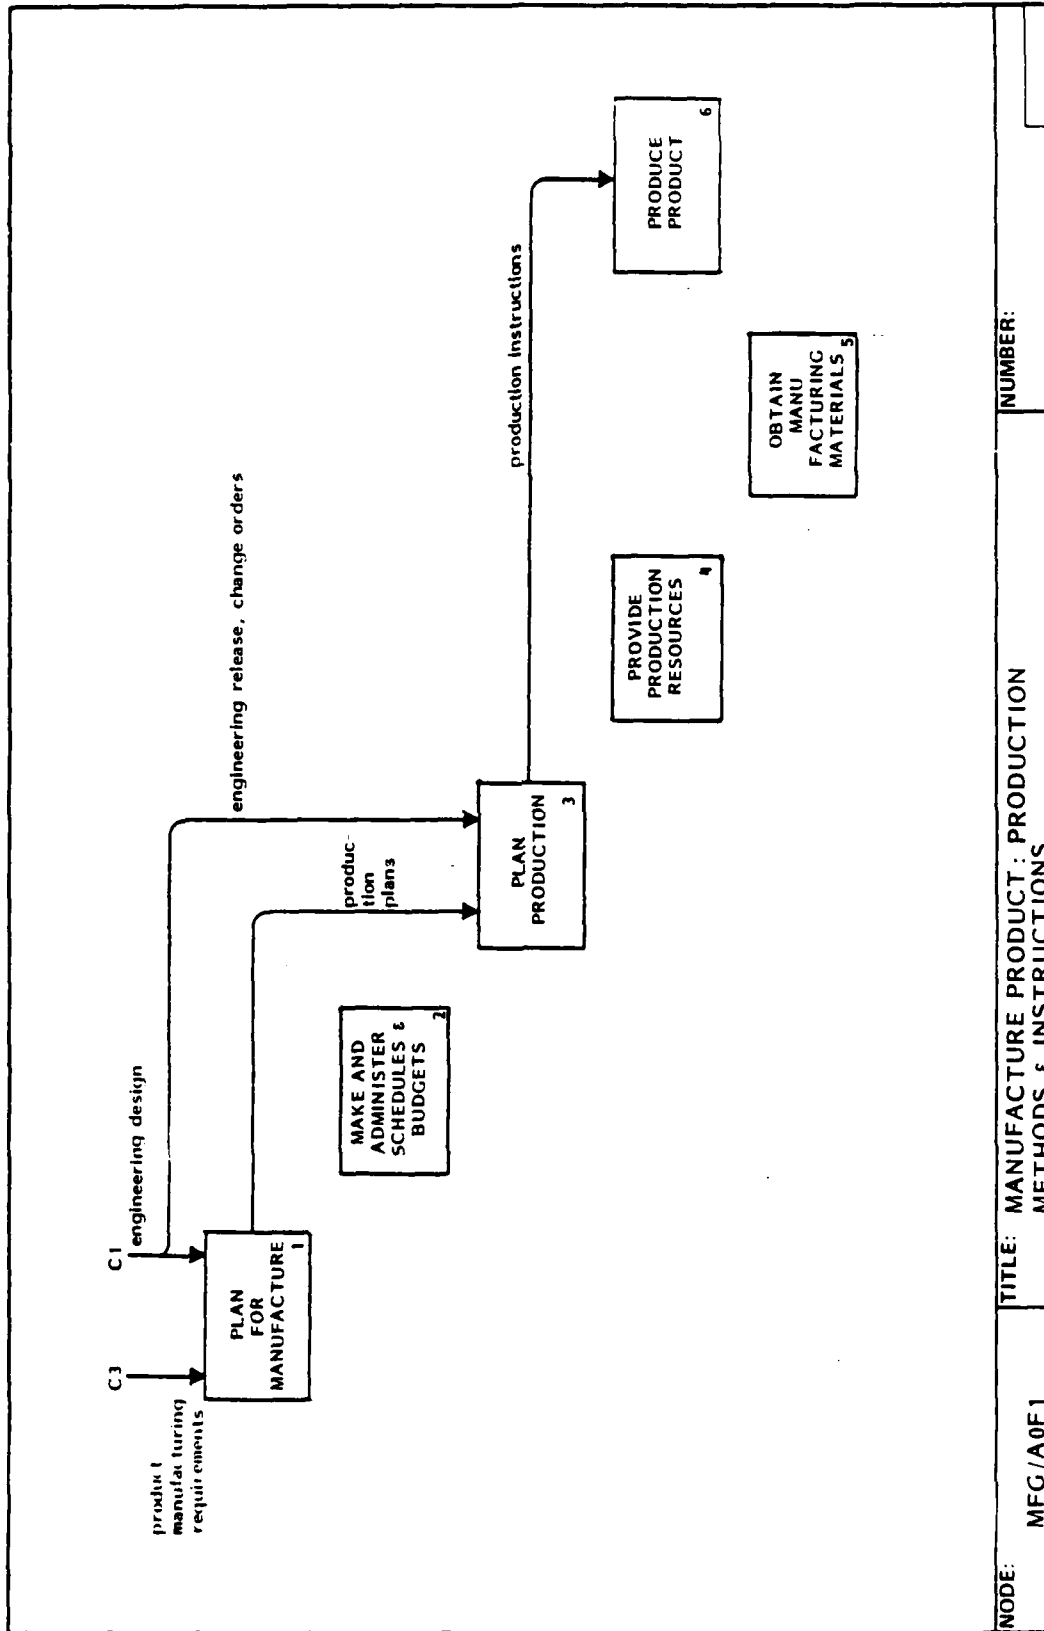 C3
C1
product
manufacturing
requirements
engineering design
engineering release, change orders
PLAN
FOR
MANUFACTURE
1
MAKE AND
ADMINISTER
SCHEDULES &
BUDGETS
2
produc-
tion
plans
PLAN
PRODUCTION
3
production instructions
PROVIDE
PRODUCTION
RESOURCES
4
OBTAIN
MANU
FACTURING
MATERIALS
5
PRODUCE
PRODUCT
6
NODE:
MFG/A0F1
TITLE:
MANUFACTURE PRODUCT: PRODUCTION
METHODS & INSTRUCTIONS
NUMBER: